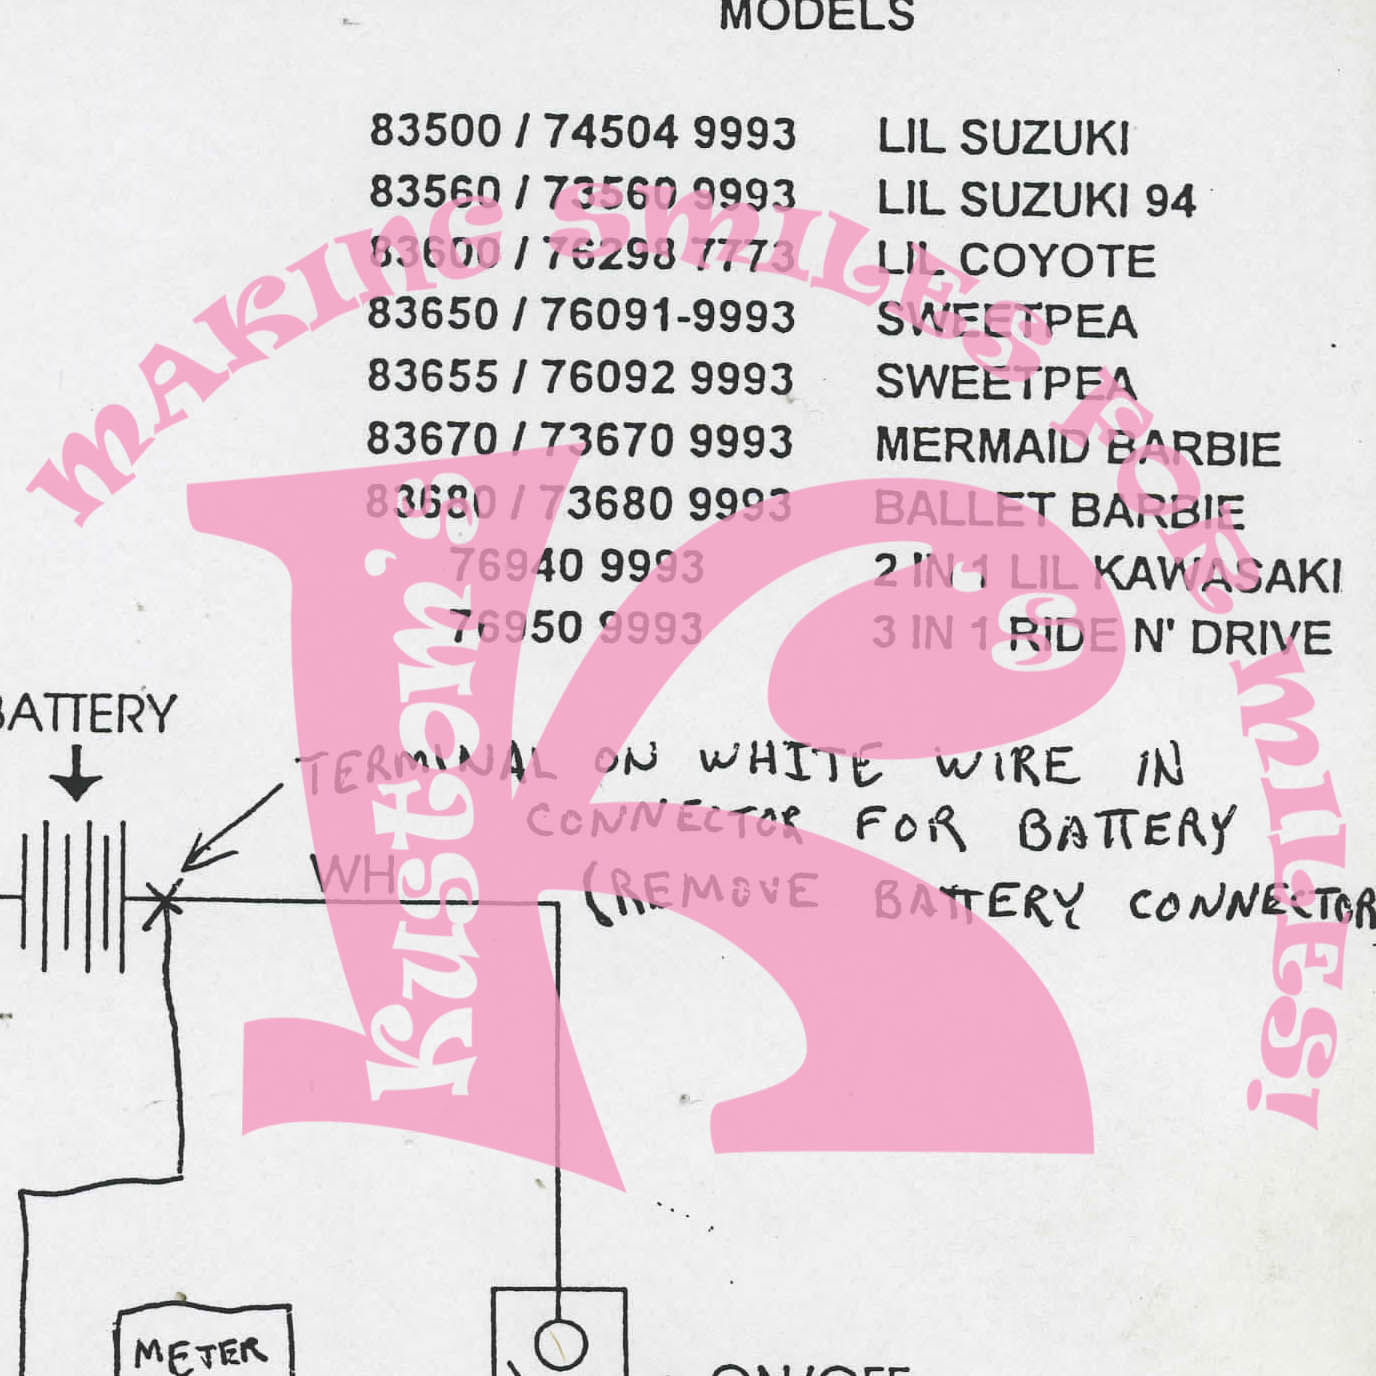 MODELS
83500 / 74504 9993 LIL SUZUKI
83560 / 73560 9993 LIL SUZUKI 94
83600 / 76298 7773 LIL COYOTE
83650 / 76091-9993 SWEETPEA
83655 / 76092 9993 SWEETPEA
83670 / 73670 9993 MERMAID BARBIE
83680 / 73680 9993 BALLET BARBIE
76940 9993 2 IN 1 LIL KAWASAKI
76950 9993 3 IN 1 RIDE N' DRIVE
MAKING SMILES FOR MILES!
K's
Kustom's
BATTERY
TERMINAL ON WHITE WIRE IN
CONNECTOR FOR BATTERY
WH
(REMOVE BATTERY CONNECTOR
METER
ON/OFF